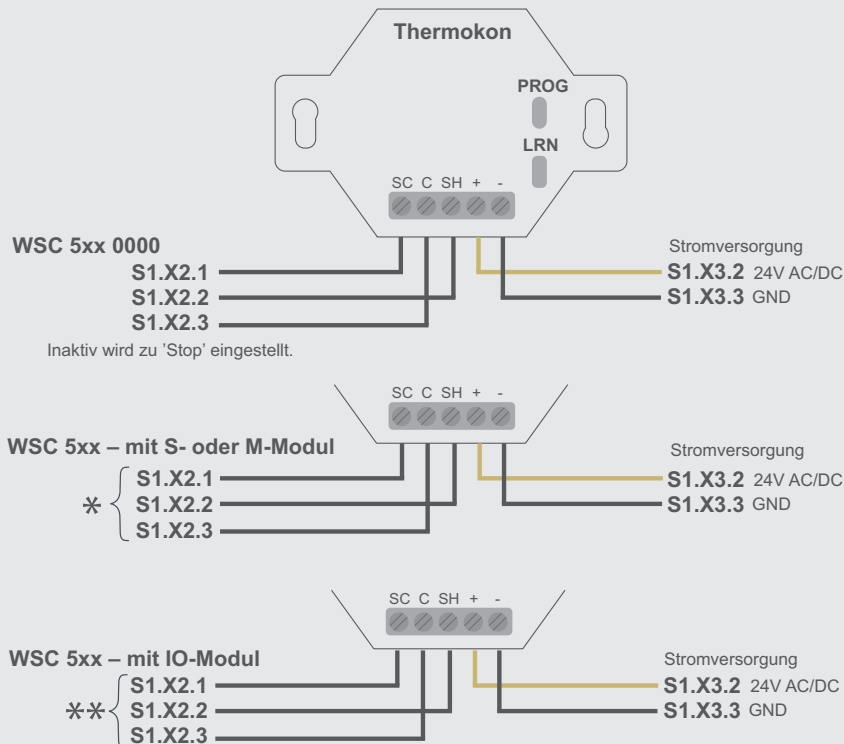 Thermokon
PROG
LRN
SC C SH + -
WSC 5xx 0000
S1.X2.1
S1.X2.2
S1.X2.3
Inaktiv wird zu 'Stop' eingestellt.
Stromversorgung
S1.X3.2 24V AC/DC
S1.X3.3 GND
SC C SH + -
WSC 5xx – mit S- oder M-Modul
*
S1.X2.1
S1.X2.2
S1.X2.3
Stromversorgung
S1.X3.2 24V AC/DC
S1.X3.3 GND
SC C SH + -
WSC 5xx – mit IO-Modul
**
S1.X2.1
S1.X2.2
S1.X2.3
Stromversorgung
S1.X3.2 24V AC/DC
S1.X3.3 GND